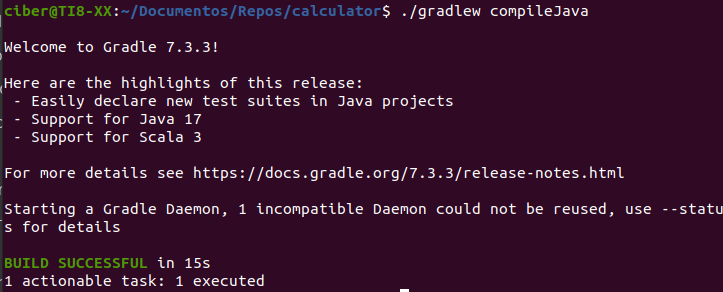 ciber@TI8-XX:~/Documentos/Repos/calculator$ ./gradlew compileJava
Welcome to Gradle 7.3.3!
Here are the highlights of this release:
 - Easily declare new test suites in Java projects
 - Support for Java 17
 - Support for Scala 3
For more details see https://docs.gradle.org/7.3.3/release-notes.html
Starting a Gradle Daemon, 1 incompatible Daemon could not be reused, use --statu
s for details
BUILD SUCCESSFUL in 15s
1 actionable task: 1 executed